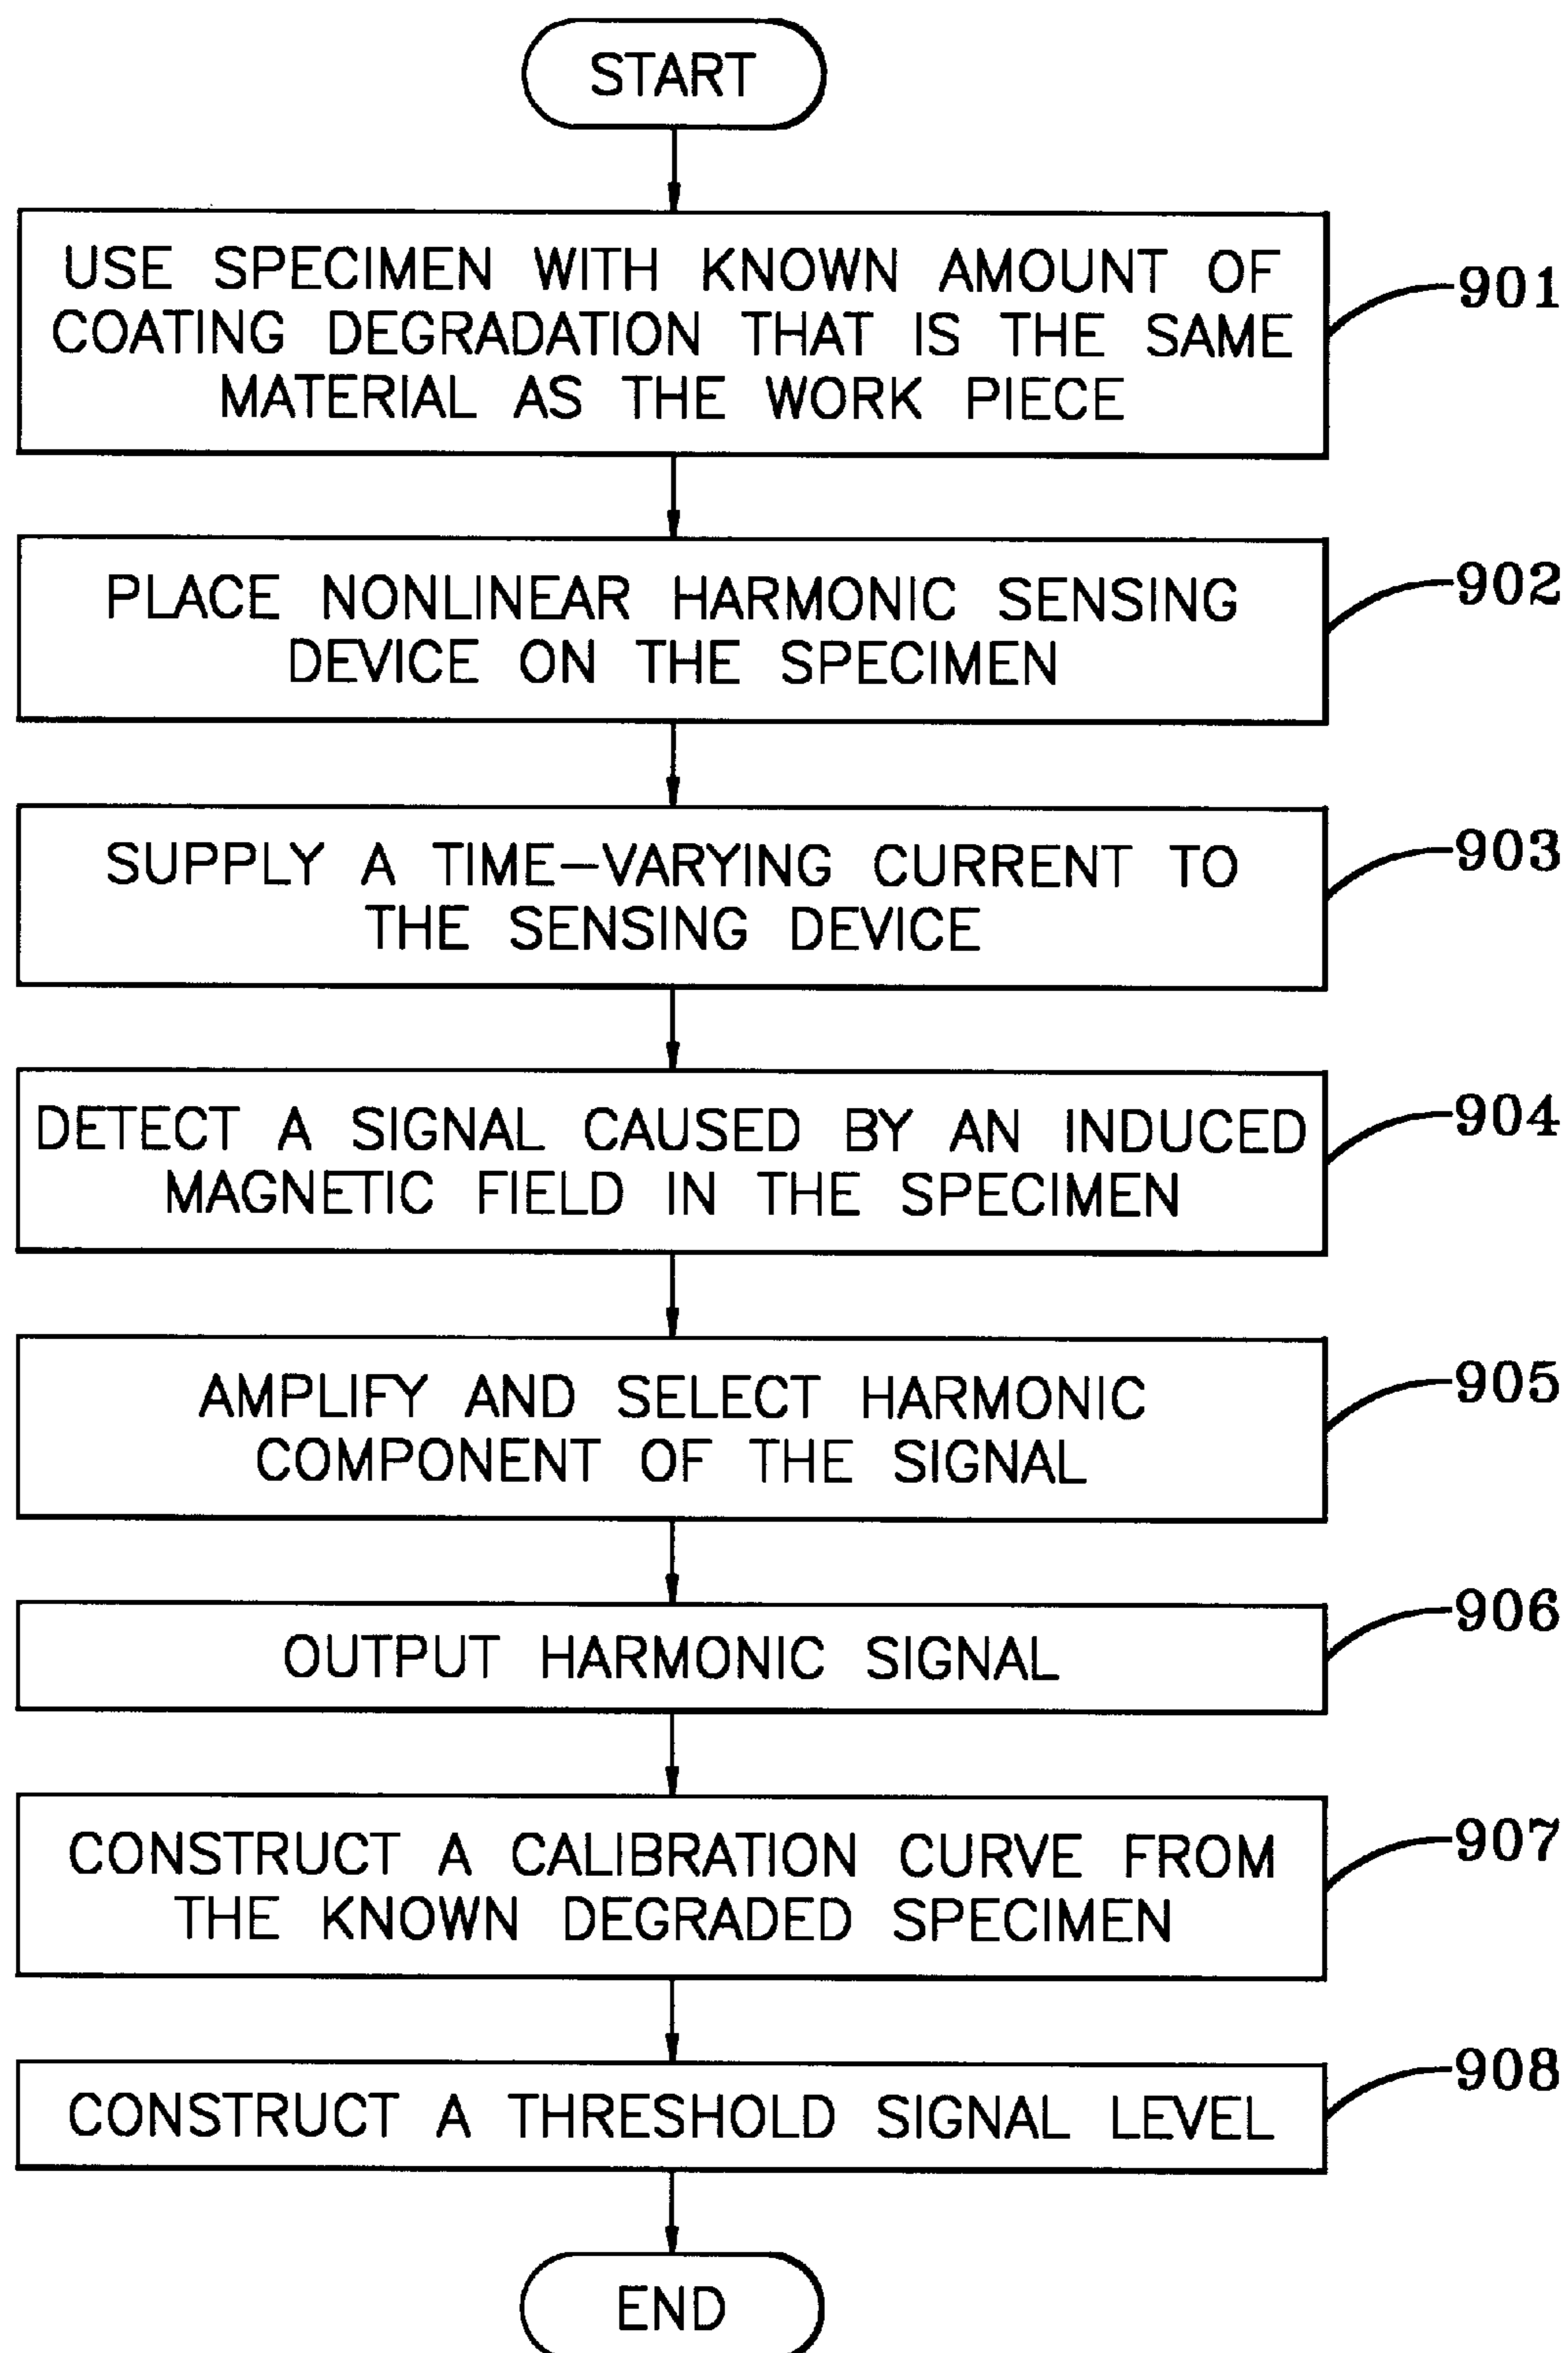 START
USE SPECIMEN WITH KNOWN AMOUNT OF
COATING DEGRADATION THAT IS THE SAME
MATERIAL AS THE WORK PIECE
901
PLACE NONLINEAR HARMONIC SENSING
DEVICE ON THE SPECIMEN
902
SUPPLY A TIME-VARYING CURRENT TO
THE SENSING DEVICE
903
DETECT A SIGNAL CAUSED BY AN INDUCED
MAGNETIC FIELD IN THE SPECIMEN
904
AMPLIFY AND SELECT HARMONIC
COMPONENT OF THE SIGNAL
905
OUTPUT HARMONIC SIGNAL
906
CONSTRUCT A CALIBRATION CURVE FROM
THE KNOWN DEGRADED SPECIMEN
907
CONSTRUCT A THRESHOLD SIGNAL LEVEL
908
END